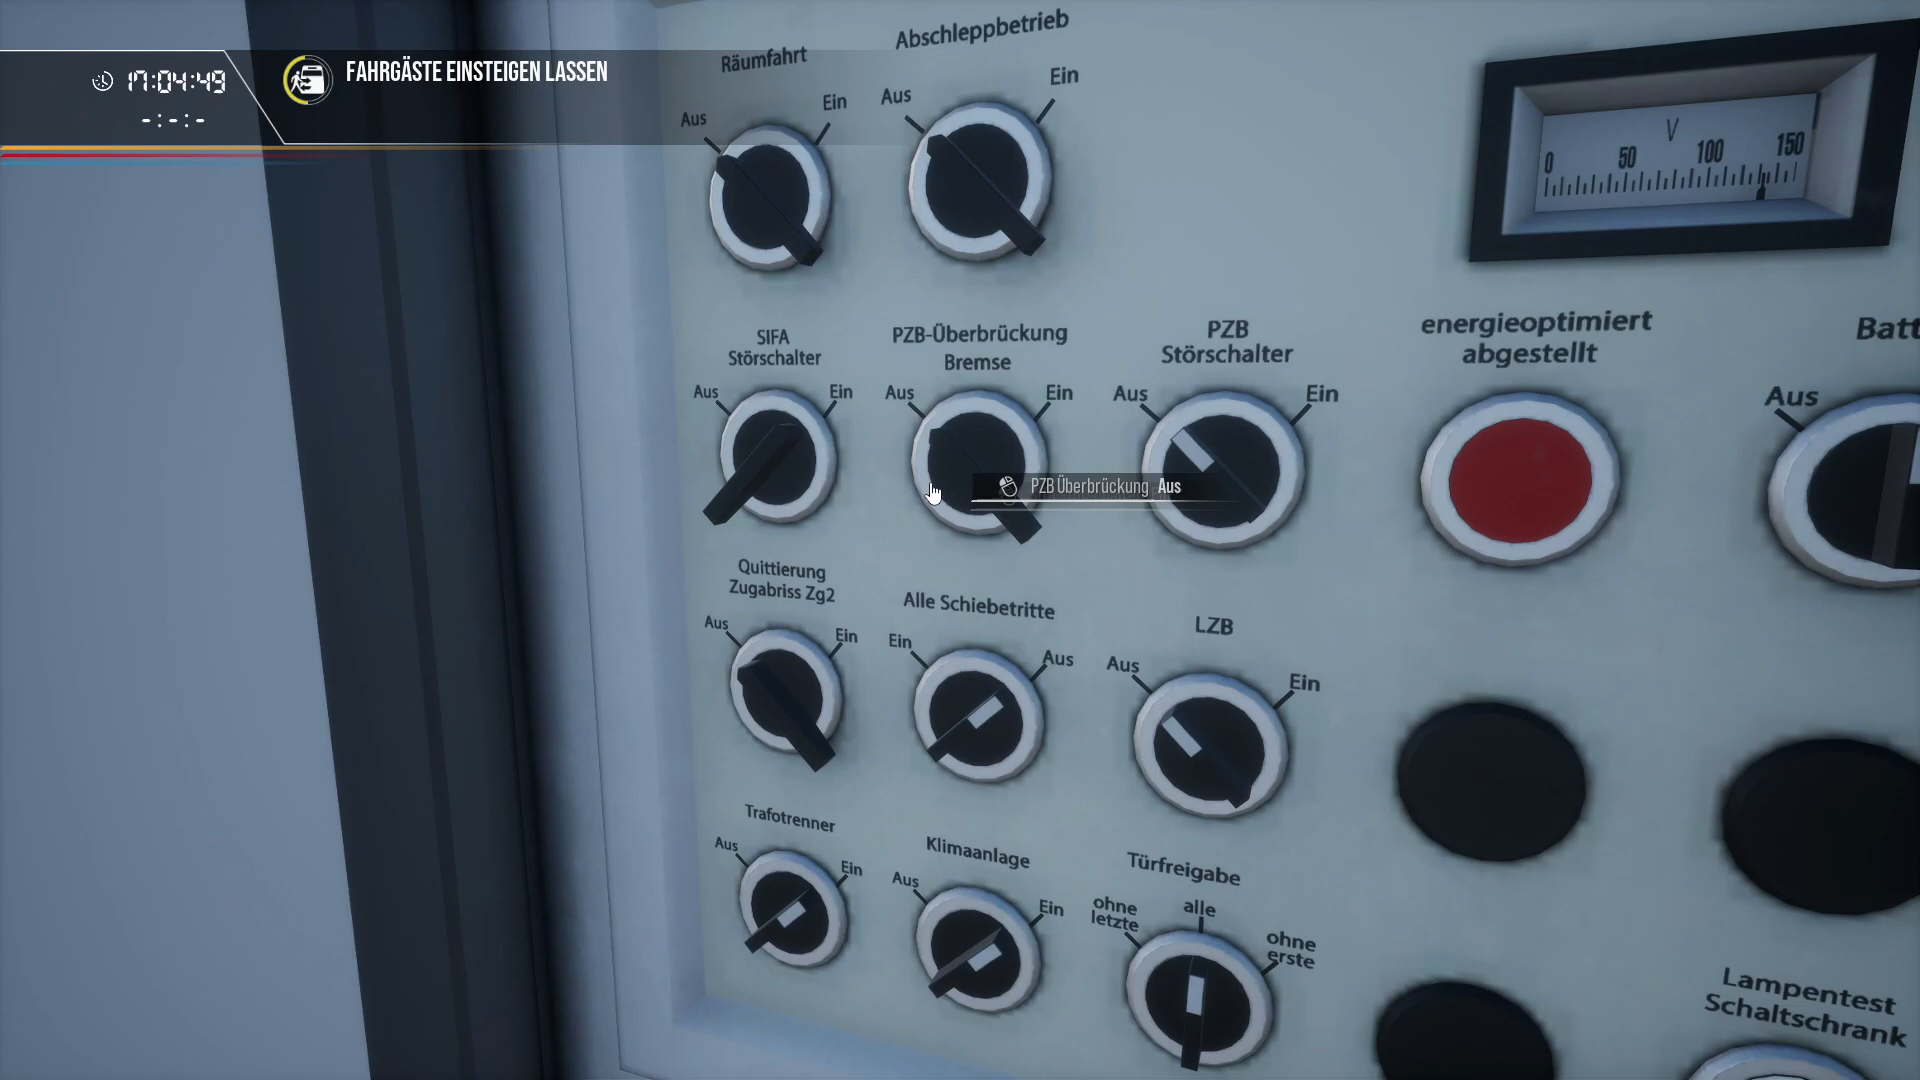 17:04:49
-:-:-
FAHRGÄSTE EINSTEIGEN LASSEN
Räumfahrt
Aus
Ein
Abschleppbetrieb
Aus
Ein
V
0 50 100 150
SIFA
Störschalter
Aus
Ein
PZB-Überbrückung
Bremse
Aus
Ein
PZB
Störschalter
Aus
Ein
energieoptimiert
abgestellt
Batt
Aus
PZB Überbrückung Aus
Quittierung
Zugabriss Zg2
Aus
Ein
Alle Schiebetritte
Ein
Aus
LZB
Aus
Ein
Trafotrenner
Aus
Ein
Klimaanlage
Aus
Ein
Türfreigabe
ohne
letzte
alle
ohne
erste
Lampentest
Schaltschrank